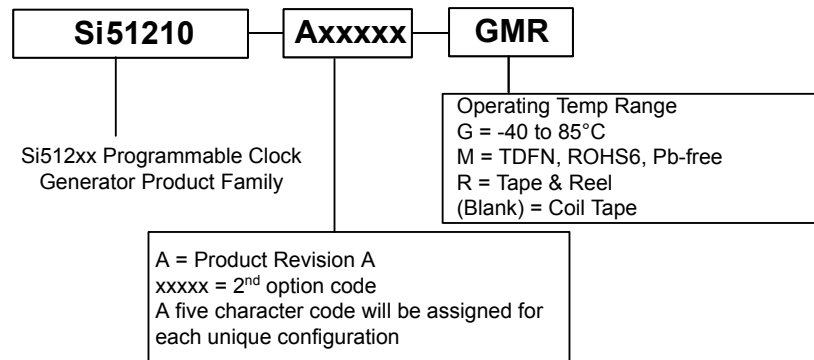 Si51210
Axxxxx
GMR
Operating Temp Range
G = -40 to 85°C
M = TDFN, ROHS6, Pb-free
R = Tape & Reel
(Blank) = Coil Tape
Si512xx Programmable Clock
Generator Product Family
A = Product Revision A
xxxxx = 2nd option code
A five character code will be assigned for
each unique configuration